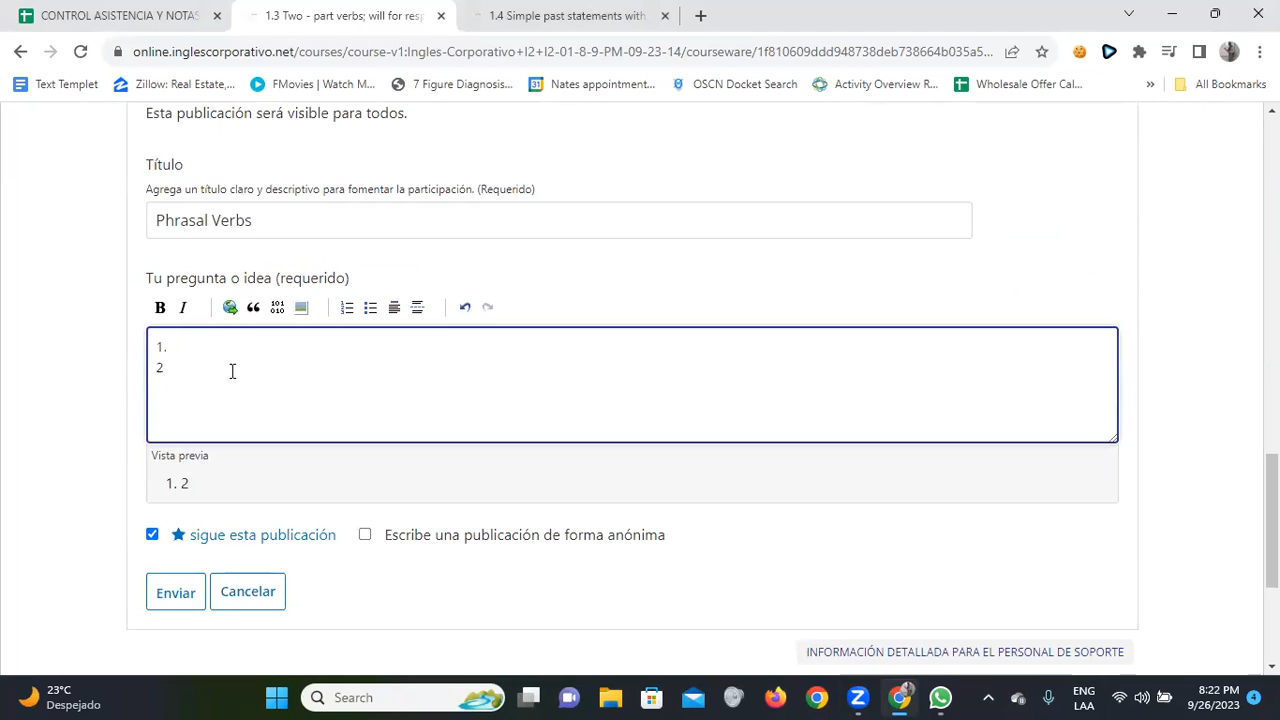 CONTROL ASISTENCIA Y NOTAS
1.3 Two - part verbs; will for resp
1.4 Simple past statements with
online.inglescorporativo.net/courses/course-v1:Ingles-Corporativo+I2+I2-01-8-9-PM-09-23-14/courseware/1f810609ddd948738deb738664b035a5...
Text Templet
Zillow: Real Estate,...
FMovies | Watch M...
7 Figure Diagnosis...
Nates appointment...
OSCN Docket Search
Activity Overview R...
Wholesale Offer Cal...
»
All Bookmarks
Esta publicación será visible para todos.
Título
Agrega un título claro y descriptivo para fomentar la participación. (Requerido)
Phrasal Verbs
Tu pregunta o idea (requerido)
B I
1.
2
Vista previa
1. 2
sigue esta publicación
Escribe una publicación de forma anónima
Enviar
Cancelar
INFORMACIÓN DETALLADA PARA EL PERSONAL DE SOPORTE
23°C
Despejado
Search
ENG
LAA
8:22 PM
9/26/2023
4